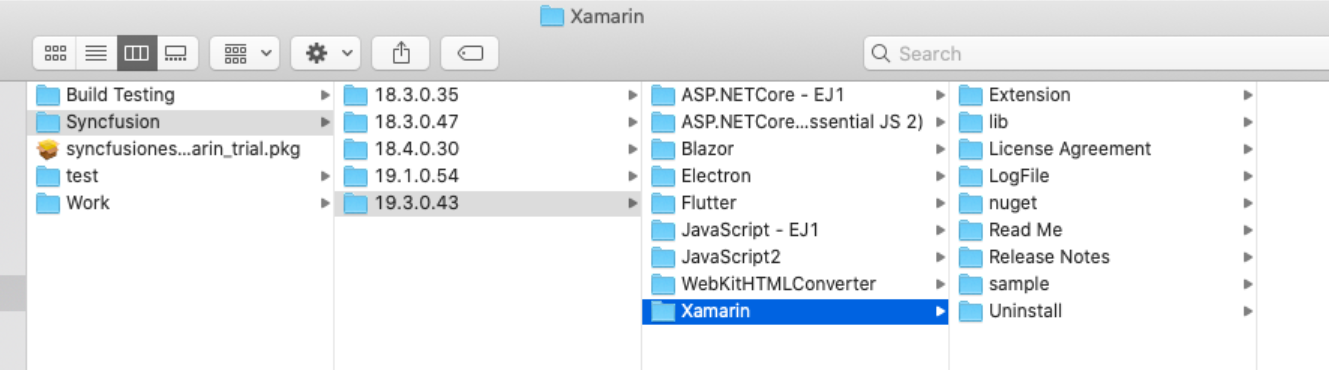 Xamarin
Search
Build Testing
Syncfusion
syncfusiones...arin_trial.pkg
test
Work
18.3.0.35
18.3.0.47
18.4.0.30
19.1.0.54
19.3.0.43
ASP.NETCore - EJ1
ASP.NETCore...ssential JS 2)
Blazor
Electron
Flutter
JavaScript - EJ1
JavaScript2
WebKitHTMLConverter
Xamarin
Extension
lib
License Agreement
LogFile
nuget
Read Me
Release Notes
sample
Uninstall